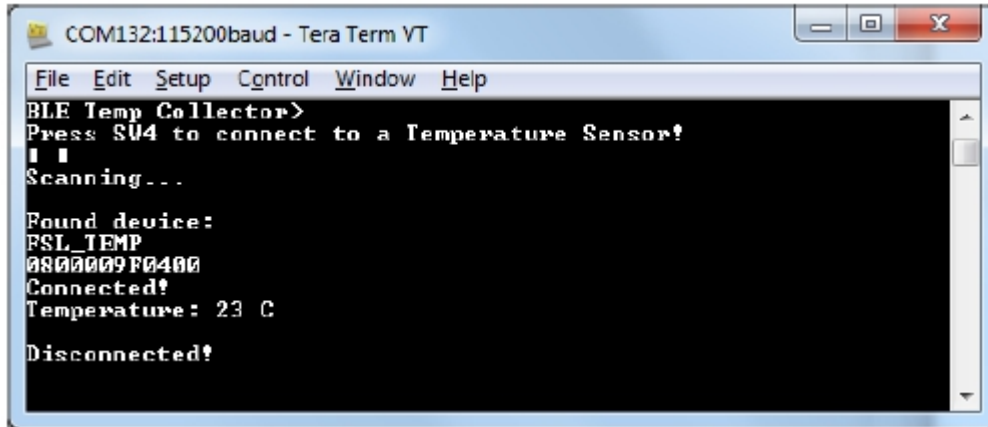 COM132:115200baud - Tera Term VT
File Edit Setup Control Window Help
BLE Temp Collector>
Press SW4 to connect to a Temperature Sensor!
Scanning...
Found device:
FSL_TEMP
0800009F0400
Connected!
Temperature: 23 C
Disconnected!